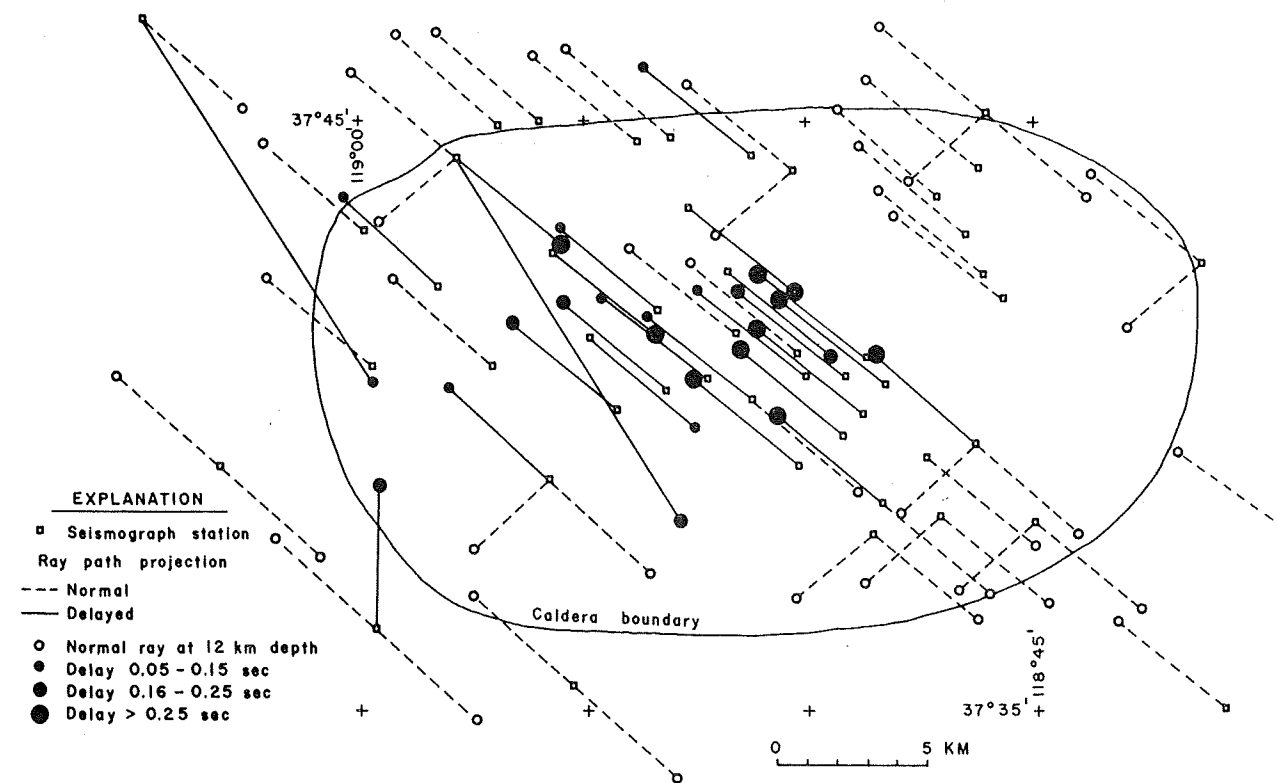 37°45'
119°00'
EXPLANATION
Seismograph station
Ray path projection
Normal
Delayed
Normal ray at 12 km depth
Delay 0.05 - 0.15 sec
Delay 0.16 - 0.25 sec
Delay > 0.25 sec
Caldera boundary
118°45'
37°35'
0 5 KM